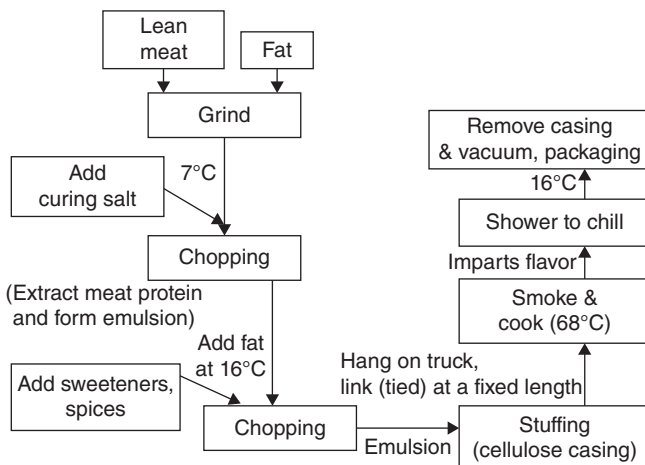 Lean
meat
Fat
Grind
7°C
Add
curing salt
Chopping
(Extract meat protein
and form emulsion)
Add fat
at 16°C
Add sweeteners,
spices
Chopping
Emulsion
Stuffing
(cellulose casing)
Hang on truck,
link (tied) at a fixed length
Smoke &
cook (68°C)
Imparts flavor
Shower to chill
16°C
Remove casing
& vacuum, packaging